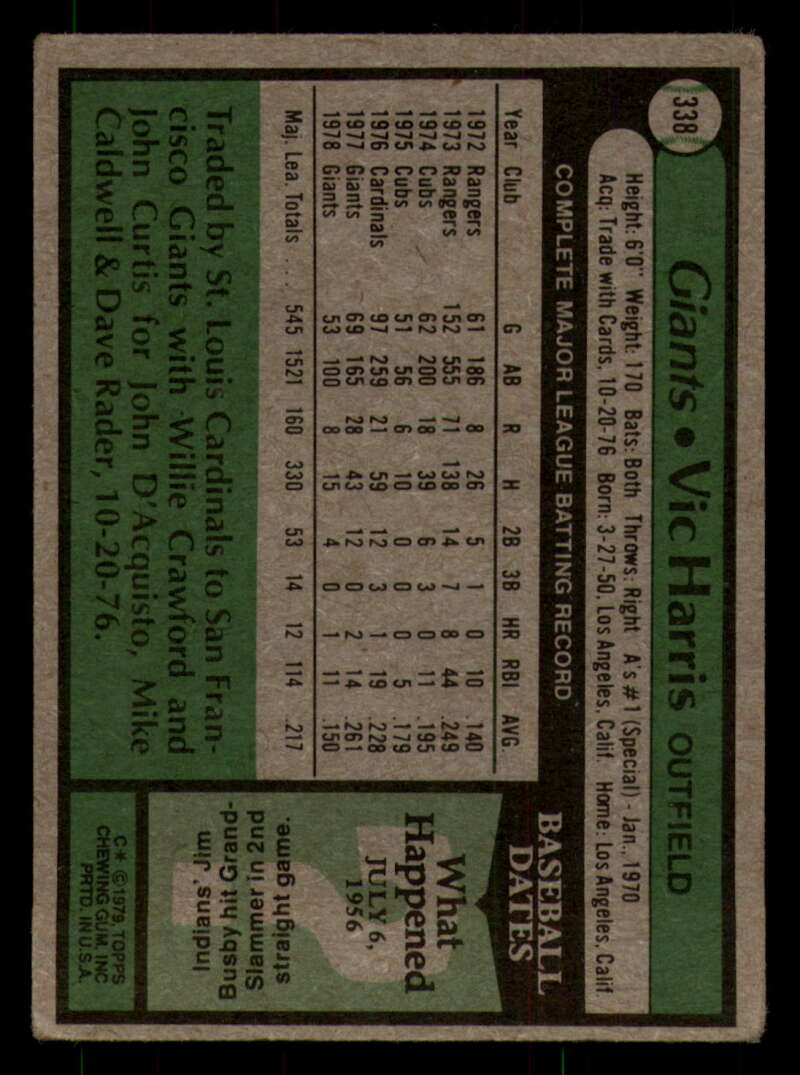 338
Giants • Vic Harris OUTFIELD
Height: 6'0" Weight: 170 Bats: Both Throws: Right A's #1 (Special) - Jan., 1970
Acq: Trade with Cards, 10-20-76 Born: 3-27-50, Los Angeles, Calif. Home: Los Angeles, Calif.
COMPLETE MAJOR LEAGUE BATTING RECORD
Year Club G AB R H 2B 3B HR RBI AVG.
1972 Rangers 61 186 8 26 5 1 0 10 .140
1973 Rangers 152 555 71 138 14 7 8 44 .249
1974 Cubs 62 200 18 39 6 3 0 11 .195
1975 Cubs 51 56 6 10 0 0 0 5 .179
1976 Cardinals 97 259 21 59 12 3 1 19 .228
1977 Giants 69 165 28 43 12 0 2 14 .261
1978 Giants 53 100 8 15 4 0 1 11 .150
Maj. Lea. Totals . . . 545 1521 160 330 53 14 12 114 .217
Traded by St. Louis Cardinals to San Fran-
cisco Giants with Willie Crawford and
John Curtis for John D'Acquisto, Mike
Caldwell & Dave Rader, 10-20-76.
BASEBALL
DATES
What
Happened
JULY 6,
1956
Indians' Jim
Busby hit Grand-
Slammer in 2nd
straight game.
C* ©1979 TOPPS
CHEWING GUM, INC.
PRTD. IN U.S.A.